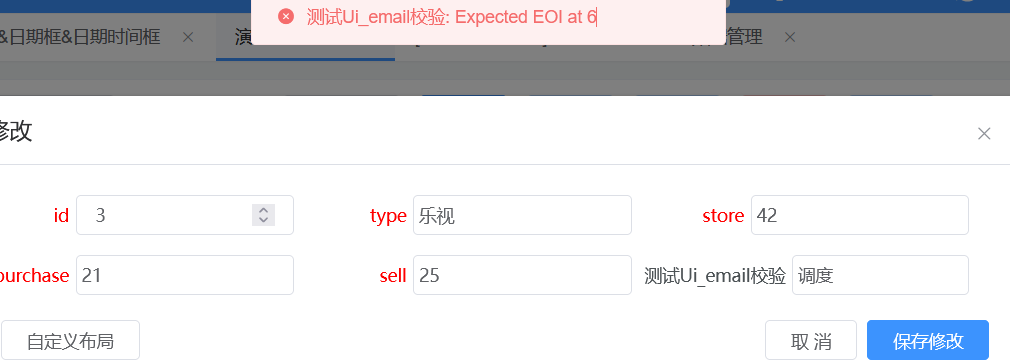 测试Ui_email校验: Expected EOI at 6
&日期框&日期时间框
管理
修改
id 3 type 乐视 store 42
purchase 21 sell 25 测试Ui_email校验 调度
自定义布局 取 消 保存修改